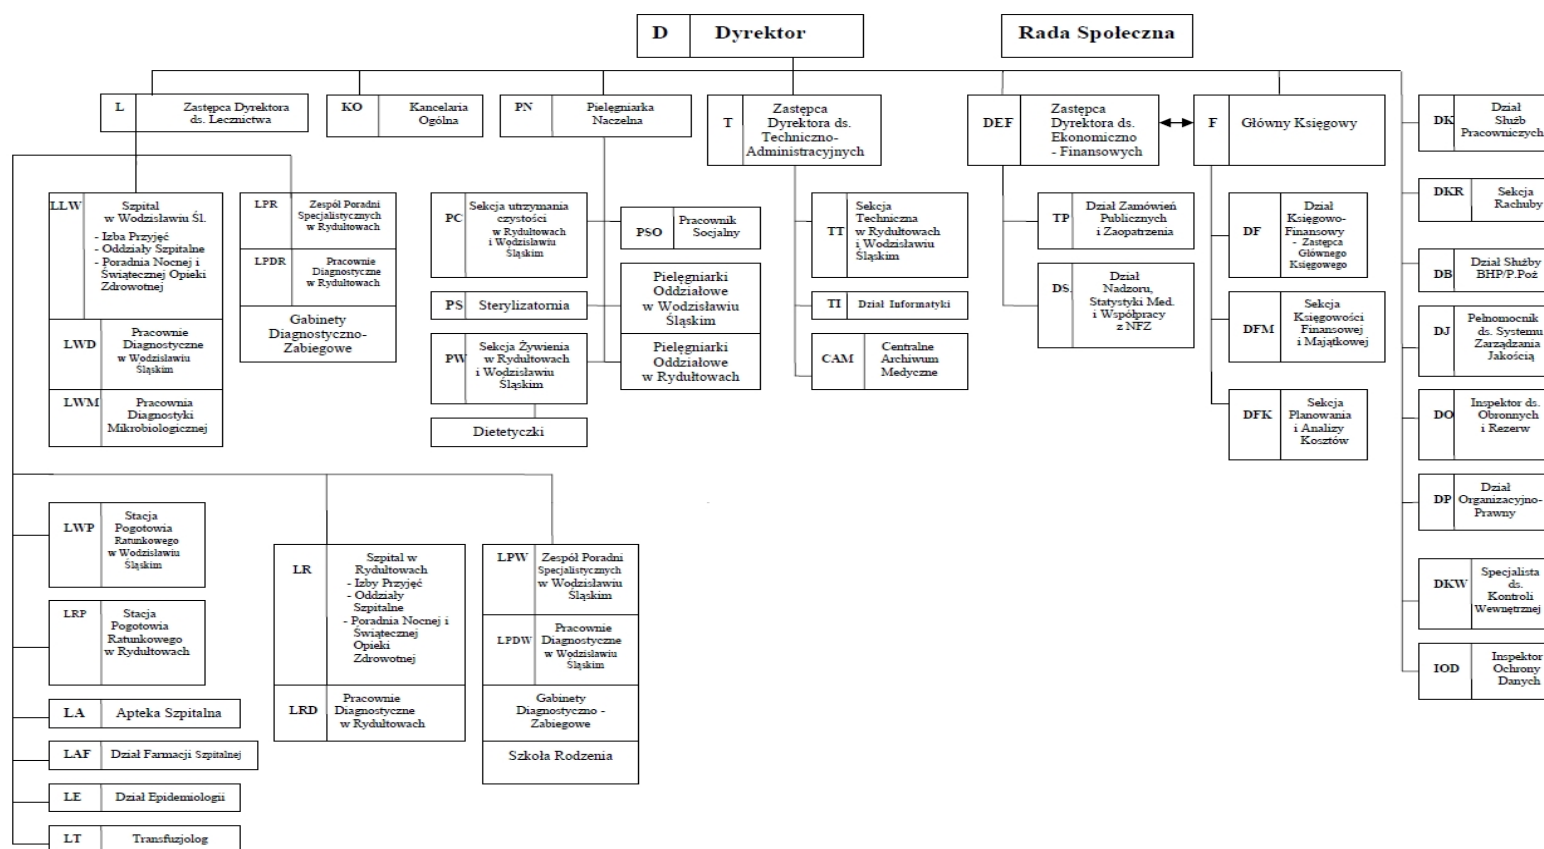 D Dyrektor
Rada Społeczna
L Zastępca Dyrektora
ds. Lecznictwa
KO Kancelaria
Ogólna
PN Pielęgniarka
Naczelna
T Zastępca
Dyrektora ds.
Techniczno-
Administracyjnych
DEF Zastępca
Dyrektora ds.
Ekonomiczno
- Finansowych
F Główny Księgowy
DK Dział
Służb
Pracowniczych
LLW Szpital
w Wodzisławiu Śl.
- Izba Przyjęć
- Oddziały Szpitalne
- Poradnia Nocnej i
Świątecznej Opieki
Zdrowotnej
LWD Pracownie
Diagnostyczne
w Wodzisławiu
Śląskim
LWM Pracownia
Diagnostyki
Mikrobiologicznej
LPR Zespół Poradni
Specjalistycznych
w Rydułtowach
LPDR Pracownie
Diagnostyczne
w Rydułtowach
Gabinety
Diagnostyczno-
Zabiegowe
PC Sekcja utrzymania
czystości
w Rydułtowach
i Wodzisławiu
Śląskim
PS Sterylizatornia
PW Sekcja Żywienia
w Rydułtowach
i Wodzisławiu
Śląskim
Dietetyczki
PSO Pracownik
Socjalny
Pielęgniarki
Oddziałowe
w Wodzisławiu
Śląskim
Pielęgniarki
Oddziałowe
w Rydułtowach
TT Sekcja
Techniczna
w Rydułtowach
i Wodzisławiu
Śląskim
TI Dział Informatyki
CAM Centralne
Archiwum
Medyczne
TP Dział Zamówień
Publicznych
i Zaopatrzenia
DS. Dział
Nadzoru,
Statystyki Med.
i Współpracy
z NFZ
DF Dział
Księgowo-
Finansowy
- Zastępca
Głównego
Księgowego
DFM Sekcja
Księgowości
Finansowej
i Majątkowej
DFK Sekcja
Planowania
i Analizy
Kosztów
DKR Sekcja
Rachuby
DB Dział Służby
BHP/P.Poż
DJ Pełnomocnik
ds. Systemu
Zarządzania
Jakością
DO Inspektor ds.
Obronnych
i Rezerw
DP Dział
Organizacyjno-
Prawny
DKW Specjalista
ds.
Kontroli
Wewnętrznej
IOD Inspektor
Ochrony
Danych
LWP Stacja
Pogotowia
Ratunkowego
w Wodzisławiu
Śląskim
LRP Stacja
Pogotowia
Ratunkowego
w Rydułtowach
LA Apteka Szpitalna
LAF Dział Farmacji Szpitalnej
LE Dział Epidemiologii
LT Transfuzjolog
LR Szpital w
Rydułtowach
- Izby Przyjęć
- Oddziały
Szpitalne
- Poradnia Nocnej i
Świątecznej
Opieki
Zdrowotnej
LRD Pracownie
Diagnostyczne
w Rydułtowach
LPW Zespół Poradni
Specjalistycznych
w Wodzisławiu
Śląskim
LPDW Pracownie
Diagnostyczne
w Wodzisławiu
Śląskim
Gabinety
Diagnostyczno -
Zabiegowe
Szkoła Rodzenia